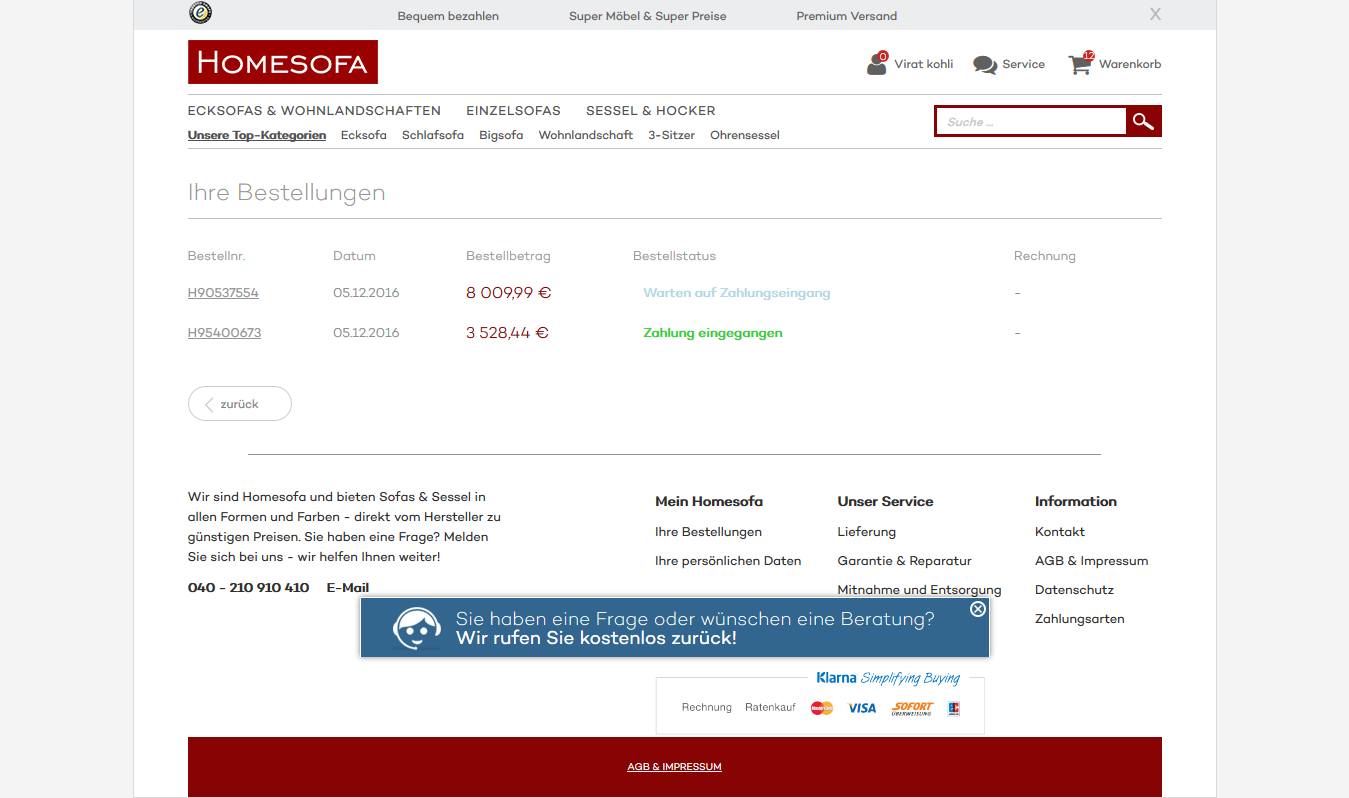 Bequem bezahlen Super Möbel & Super Preise Premium Versand X
HOMESOFA
0 Virat kohli Service 12 Warenkorb
ECKSOFAS & WOHNLANDSCHAFTEN EINZELSOFAS SESSEL & HOCKER
Suche ...
Unsere Top-Kategorien Ecksofa Schlafsofa Bigsofa Wohnlandschaft 3-Sitzer Ohrensessel
Ihre Bestellungen
Bestellnr. Datum Bestellbetrag Bestellstatus Rechnung
H90537554 05.12.2016 8 009,99 € Warten auf Zahlungseingang -
H95400673 05.12.2016 3 528,44 € Zahlung eingegangen -
zurück
Wir sind Homesofa und bieten Sofas & Sessel in
allen Formen und Farben - direkt vom Hersteller zu
günstigen Preisen. Sie haben eine Frage? Melden
Sie sich bei uns - wir helfen Ihnen weiter!
040 - 210 910 410 E-Mail
Mein Homesofa
Ihre Bestellungen
Ihre persönlichen Daten
Unser Service
Lieferung
Garantie & Reparatur
Mitnahme und Entsorgung
Information
Kontakt
AGB & Impressum
Datenschutz
Zahlungsarten
Sie haben eine Frage oder wünschen eine Beratung?
Wir rufen Sie kostenlos zurück!
Klarna Simplifying Buying
Rechnung Ratenkauf MasterCard VISA SOFORT
ÜBERWEISUNG
AGB & IMPRESSUM